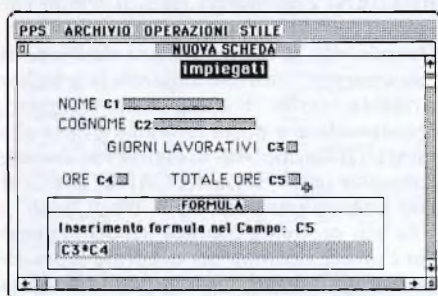 PPS ARCHIVIO OPERAZIONI STILE
NUOVA SCHEDA
Impiegati
NOME C1
COGNOME C2
GIORNI LAVORATIVI C3
ORE C4 TOTALE ORE C5
FORMULA
Inserimento formula nel Campo: C5
C3*C4